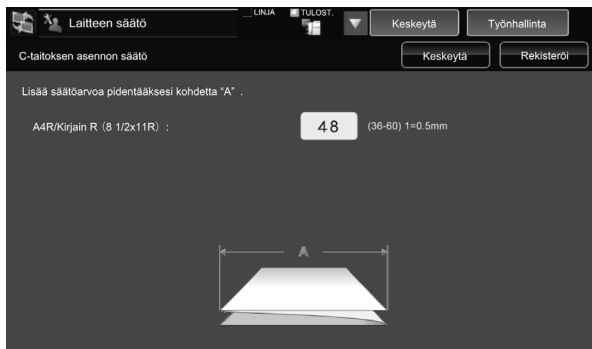 Laitteen säätö
LINJA
TULOST.
Keskeytä
Työnhallinta
C-taitoksen asennon säätö
Keskeytä
Rekisteröi
Lisää säätöarvoa pidentääksesi kohdetta “A” .
A4R/Kirjain R (8 1/2x11R) :
48
(36-60) 1=0.5mm
A